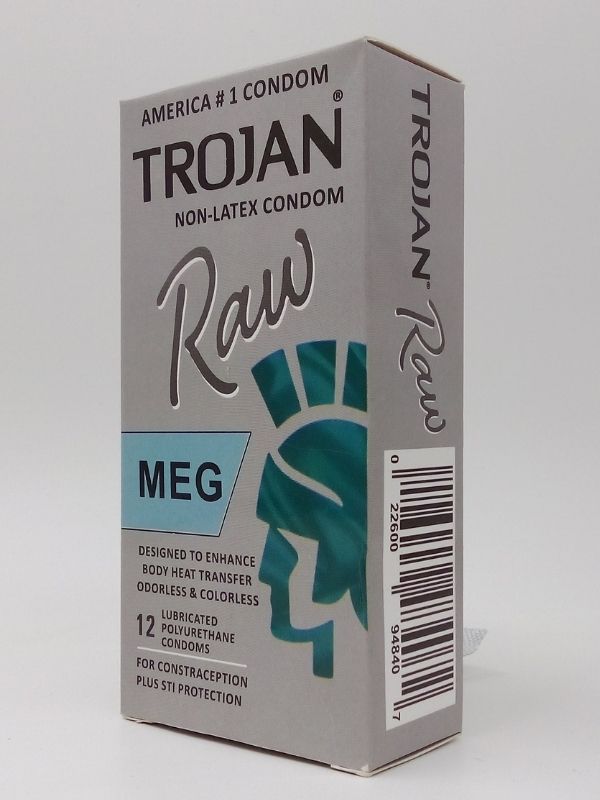 AMERICA # 1 CONDOM
TROJAN®
NON-LATEX CONDOM
Raw
MEG
DESIGNED TO ENHANCE
BODY HEAT TRANSFER
ODORLESS & COLORLESS
12 LUBRICATED
POLYURETHANE
CONDOMS
FOR CONSTRACEPTION
PLUS STI PROTECTION
TROJAN® Raw
0 22600 94840 7